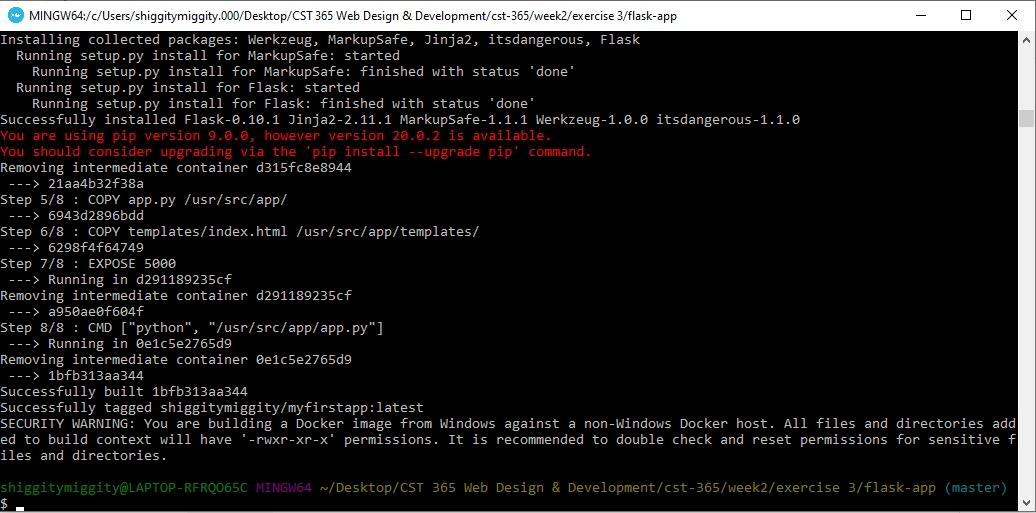 MINGW64:/c/Users/shiggitymiggity.000/Desktop/CST 365 Web Design & Development/cst-365/week2/exercise 3/flask-app
Installing collected packages: Werkzeug, MarkupSafe, Jinja2, itsdangerous, Flask
  Running setup.py install for MarkupSafe: started
    Running setup.py install for MarkupSafe: finished with status 'done'
  Running setup.py install for Flask: started
    Running setup.py install for Flask: finished with status 'done'
Successfully installed Flask-0.10.1 Jinja2-2.11.1 MarkupSafe-1.1.1 Werkzeug-1.0.0 itsdangerous-1.1.0
You are using pip version 9.0.0, however version 20.0.2 is available.
You should consider upgrading via the 'pip install --upgrade pip' command.
Removing intermediate container d315fc8e8944
 ---> 21aa4b32f38a
Step 5/8 : COPY app.py /usr/src/app/
 ---> 6943d2896bdd
Step 6/8 : COPY templates/index.html /usr/src/app/templates/
 ---> 6298f4f64749
Step 7/8 : EXPOSE 5000
 ---> Running in d291189235cf
Removing intermediate container d291189235cf
 ---> a950ae0f604f
Step 8/8 : CMD ["python", "/usr/src/app/app.py"]
 ---> Running in 0e1c5e2765d9
Removing intermediate container 0e1c5e2765d9
 ---> 1bfb313aa344
Successfully built 1bfb313aa344
Successfully tagged shiggitymiggity/myfirstapp:latest
SECURITY WARNING: You are building a Docker image from Windows against a non-Windows Docker host. All files and directories add
ed to build context will have '-rwxr-xr-x' permissions. It is recommended to double check and reset permissions for sensitive f
iles and directories.
shiggitymiggity@LAPTOP-RFRQO65C MINGW64 ~/Desktop/CST 365 Web Design & Development/cst-365/week2/exercise 3/flask-app (master)
$